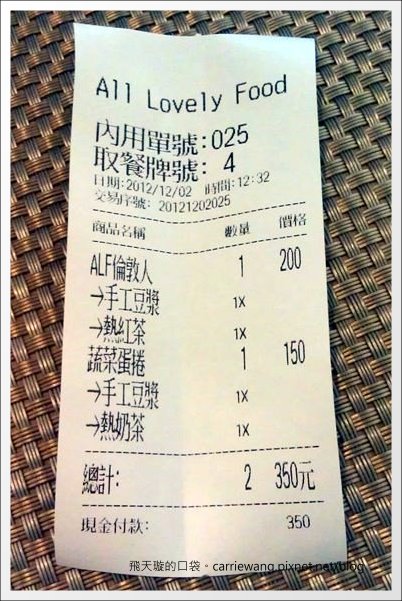 All Lovely Food
內用單號:025
取餐牌號: 4
日期:2012/12/02 時間:12:32
交易序號: 20121202025
商品名稱 數量 價格
ALF倫敦人 1 200
→手工豆漿 1X
→熱紅茶 1X
蔬菜蛋捲 1 150
→手工豆漿 1X
→熱奶茶 1X
總計: 2 350元
現金付款: 350
飛天璇的口袋。carriewang.pixnet.net/blog